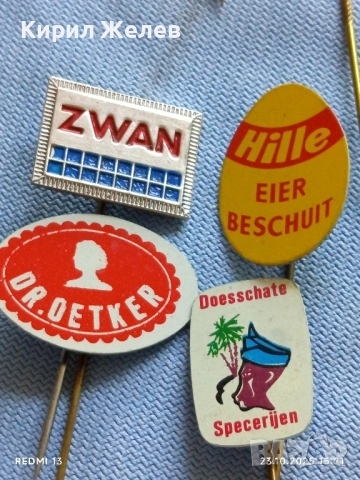 Кирил Желев
ZWAN
Hille
EIER
BESCHUIT
DR. OETKER
Doesschate
Specerijen
REDMI 13